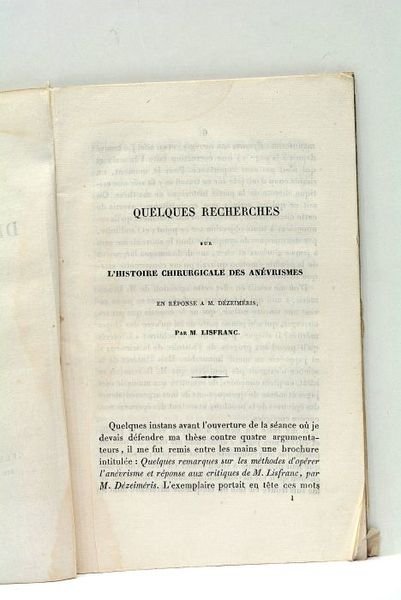 QUELQUES RECHERCHES
SUR
L'HISTOIRE CHIRURGICALE DES ANÉVRISMES
EN RÉPONSE A M. DÉZEIMÉRIS;
PAR M. LISFRANC.
Quelques instans avant l'ouverture de la séance où je
devais défendre ma thèse contre quatre argumenta-
teurs, il me fut remis entre les mains une brochure
intitulée : Quelques remarques sur les méthodes d'opérer
l'anévrisme et réponse aux critiques de M. Lisfranc, par
M. Dézeiméris. L'exemplaire portait en tête ces mots
1